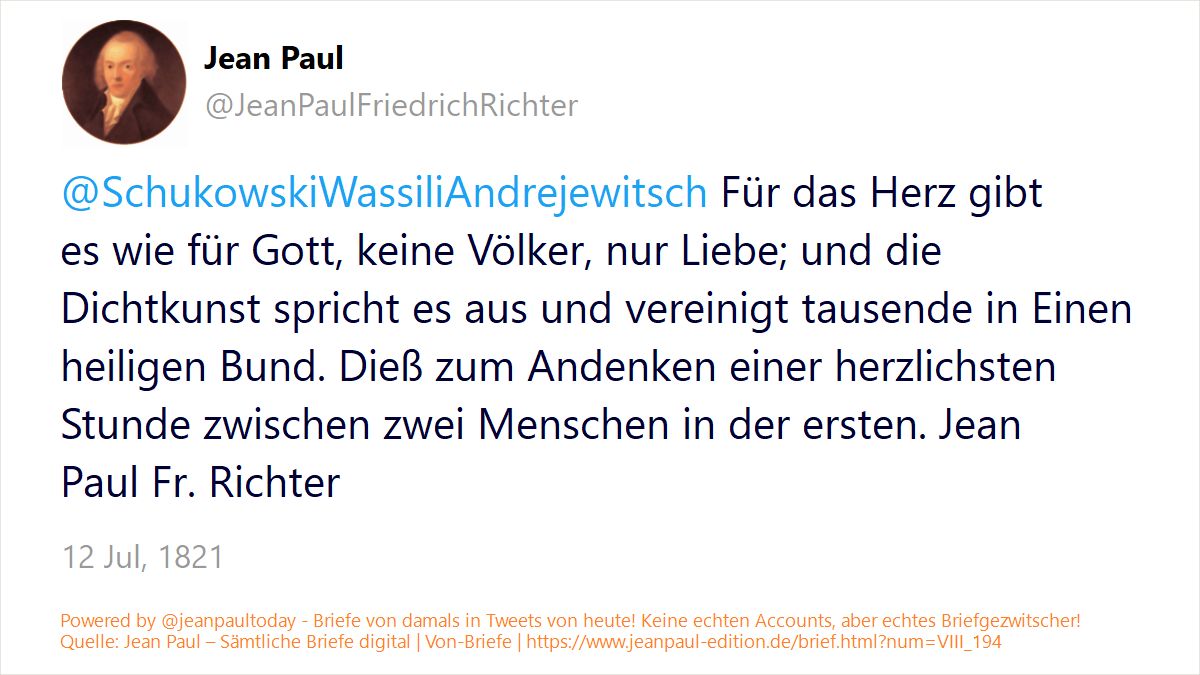 Jean Paul
@JeanPaulFriedrichRichter
@SchukowskiWassiliAndrejewitsch Für das Herz gibt
es wie für Gott, keine Völker, nur Liebe; und die
Dichtkunst spricht es aus und vereinigt tausende in Einen
heiligen Bund. Dieß zum Andenken einer herzlichsten
Stunde zwischen zwei Menschen in der ersten. Jean
Paul Fr. Richter
12 Jul, 1821
Powered by @jeanpaultoday - Briefe von damals in Tweets von heute! Keine echten Accounts, aber echtes Briefgezwitscher!
Quelle: Jean Paul – Sämtliche Briefe digital | Von-Briefe | https://www.jeanpaul-edition.de/brief.html?num=VIII_194